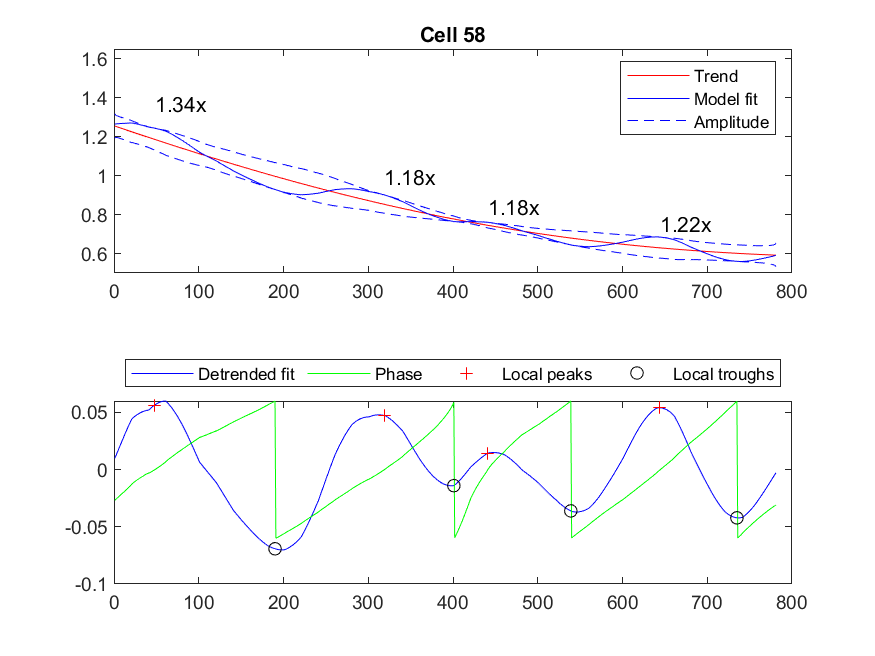 Cell 58
1.6
1.4
1.2
1
0.8
0.6
1.34x
1.18x
1.18x
1.22x
Trend
Model fit
Amplitude
0 100 200 300 400 500 600 700 800
Detrended fit Phase Local peaks Local troughs
0.05
0
-0.05
-0.1
0 100 200 300 400 500 600 700 800